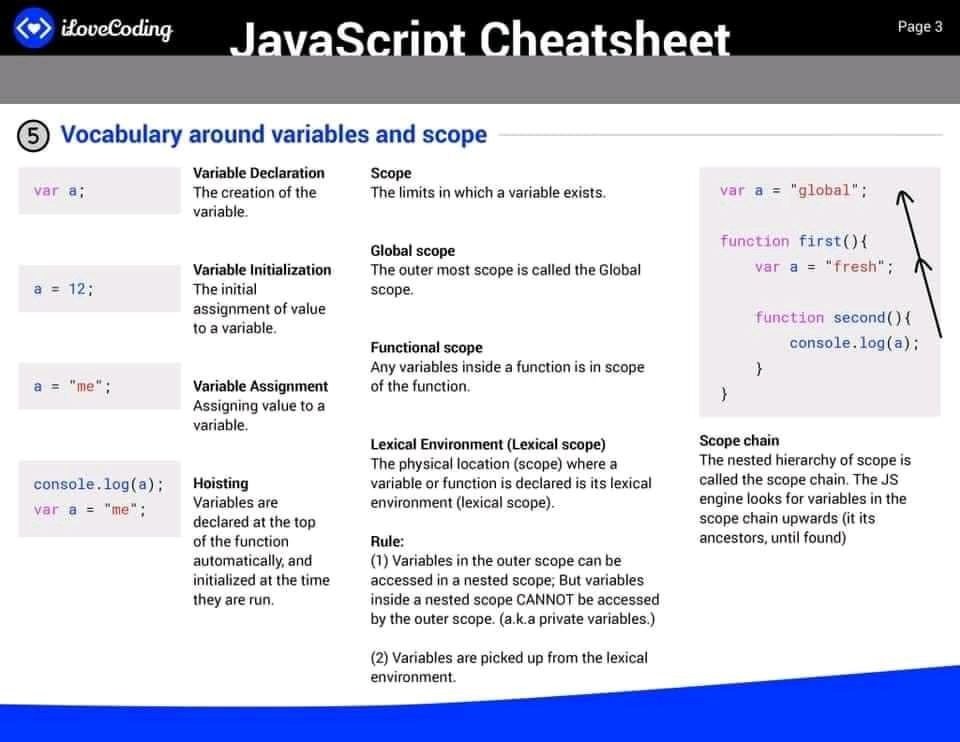 iLoveCoding
JavaScript Cheatsheet
Page 3
5 Vocabulary around variables and scope
var a;
Variable Declaration
The creation of the
variable.
a = 12;
Variable Initialization
The initial
assignment of value
to a variable.
a = "me";
Variable Assignment
Assigning value to a
variable.
console.log(a);
var a = "me";
Hoisting
Variables are
declared at the top
of the function
automatically, and
initialized at the time
they are run.
Scope
The limits in which a variable exists.
Global scope
The outer most scope is called the Global
scope.
Functional scope
Any variables inside a function is in scope
of the function.
Lexical Environment (Lexical scope)
The physical location (scope) where a
variable or function is declared is its lexical
environment (lexical scope).
Rule:
(1) Variables in the outer scope can be
accessed in a nested scope; But variables
inside a nested scope CANNOT be accessed
by the outer scope. (a.k.a private variables.)
(2) Variables are picked up from the lexical
environment.
var a = "global";
function first(){
var a = "fresh";
function second(){
console.log(a);
}
}
Scope chain
The nested hierarchy of scope is
called the scope chain. The JS
engine looks for variables in the
scope chain upwards (it its
ancestors, until found)